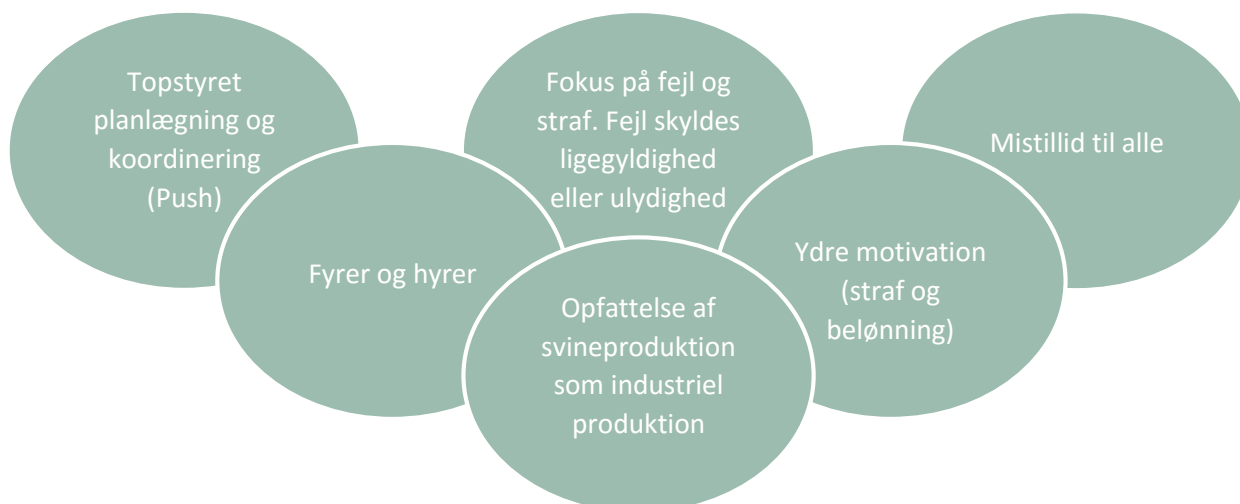 Topstyret
planlægning og
koordinering
(Push)
Fyrer og hyrer
Fokus på fejl og
straf. Fejl skyldes
ligegyldighed
eller ulydighed
Opfattelse af
svineproduktion
som industriel
produktion
Ydre motivation
(straf og
belønning)
Mistillid til alle